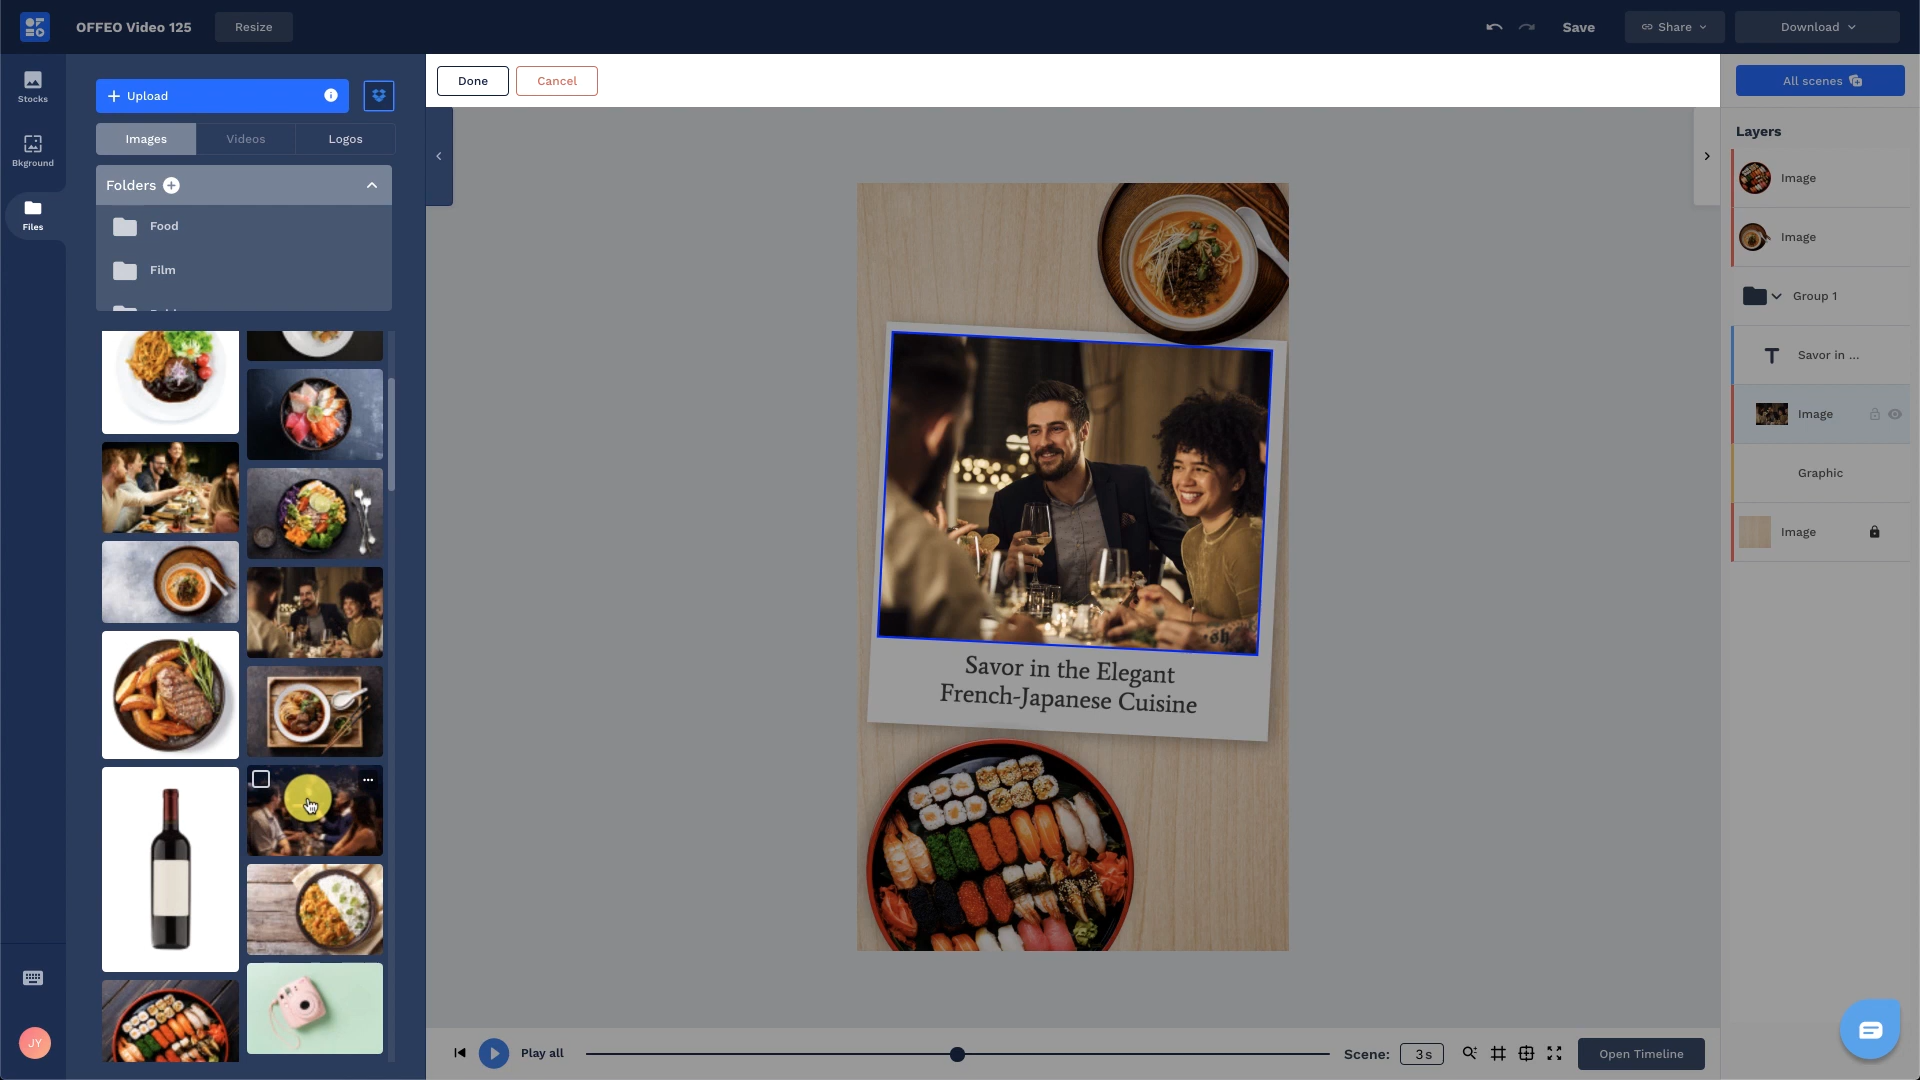 OFFEO Video 125
Resize
Save
Share
Download
Stocks
Bkground
Files
Upload
Images
Videos
Logos
Folders
Food
Film
Done
Cancel
Savor in the Elegant
French-Japanese Cuisine
All scenes
Layers
Image
Image
Group 1
T
Savor in ...
Image
Graphic
Image
JY
Play all
Scene:
3 s
Open Timeline